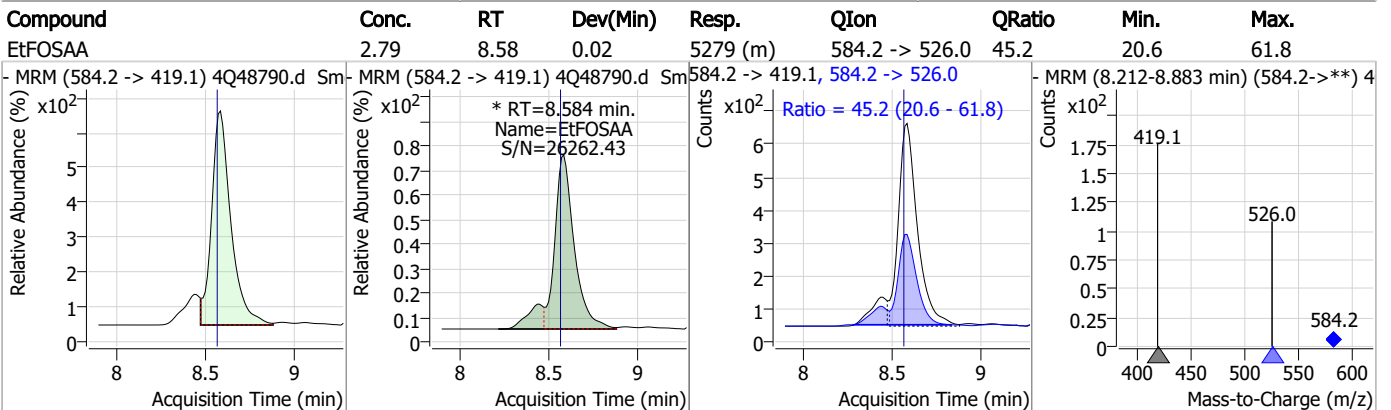 Compound Conc. RT Dev(Min) Resp. QIon QRatio Min. Max.
EtFOSAA 2.79 8.58 0.02 5279 (m) 584.2 -> 526.0 45.2 20.6 61.8
- MRM (584.2 -> 419.1) 4Q48790.d Sm
x10²
Relative Abundance (%)
5
4
3
2
1
0
8 8.5 9
Acquisition Time (min)
- MRM (584.2 -> 419.1) 4Q48790.d Sm
x10²
Relative Abundance (%)
* RT=8.584 min.
Name=EtFOSAA
S/N=26262.43
0.8
0.7
0.6
0.5
0.4
0.3
0.2
0.1
0
8 8.5 9
Acquisition Time (min)
584.2 -> 419.1, 584.2 -> 526.0
x10²
Counts
Ratio = 45.2 (20.6 - 61.8)
6
5
4
3
2
1
0
8 8.5 9
Acquisition Time (min)
- MRM (8.212-8.883 min) (584.2->**) 4
x10²
Counts
1.75
1.5
1.25
1
0.75
0.5
0.25
0
419.1
526.0
584.2
400 450 500 550 600
Mass-to-Charge (m/z)